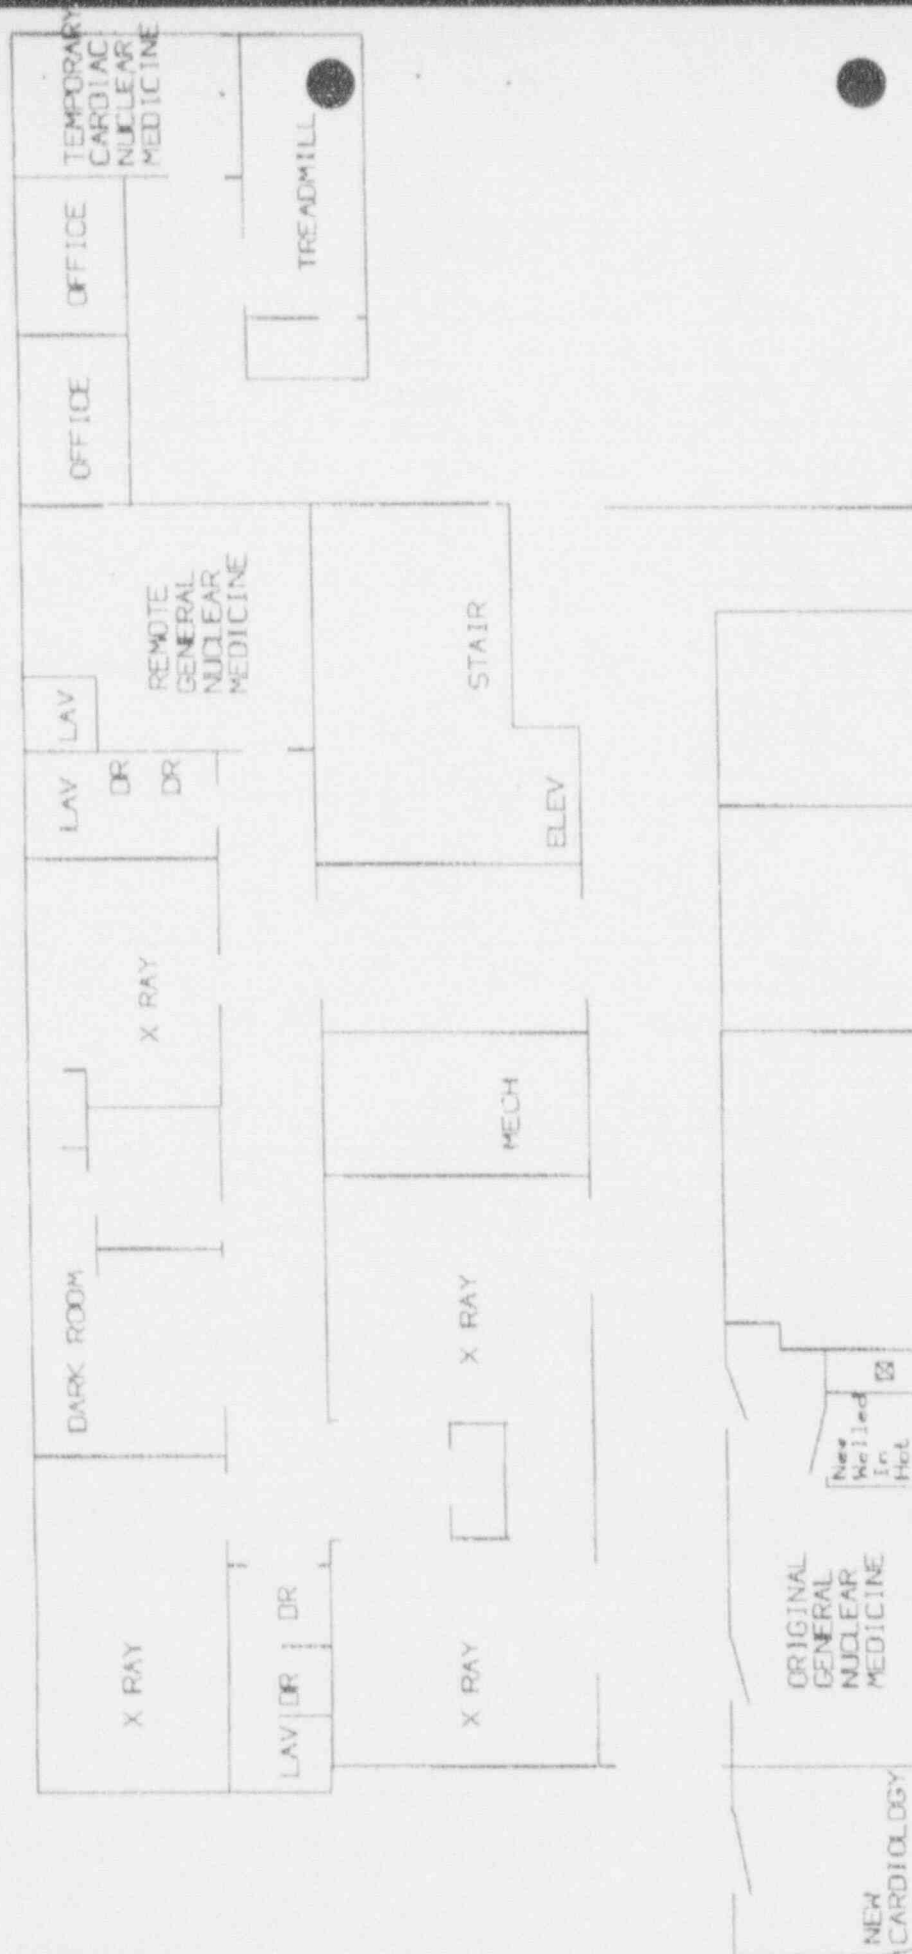 TEMPORARY
CARDIAC
NUCLEAR
MEDICINE
TREADMILL
OFFICE
OFFICE
REMOTE
GENERAL
NUCLEAR
MEDICINE
STAIR
LAV
LAV
DR
DR
ELEV
X RAY
MECH
DARK ROOM
X RAY
New
Walled
In
Hot
X RAY
LAV
DR
DR
X RAY
ORIGINAL
GENERAL
NUCLEAR
MEDICINE
NEW
CARDIOLOGY